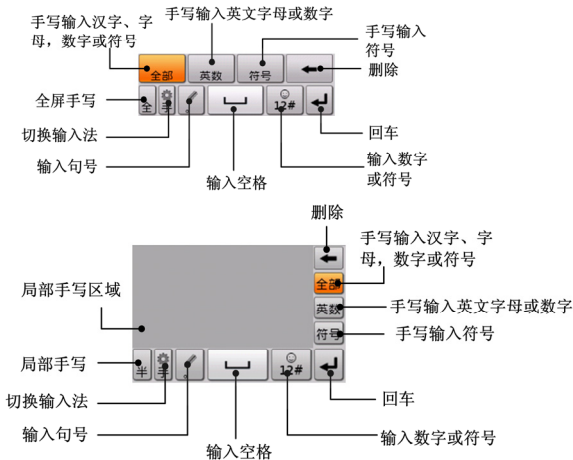 手写输入英文字母或数字
手写输入汉字、字
母，数字或符号
手写输入
符号
删除
全部
英数
符号
全屏手写
全
手
12#
回车
切换输入法
输入句号
输入空格
输入数字
或符号
删除
手写输入汉字、字
母，数字或符号
全部
局部手写区域
英数
手写输入英文字母或数字
符号
手写输入符号
局部手写
半
手
12#
切换输入法
回车
输入句号
输入空格
输入数字或符号